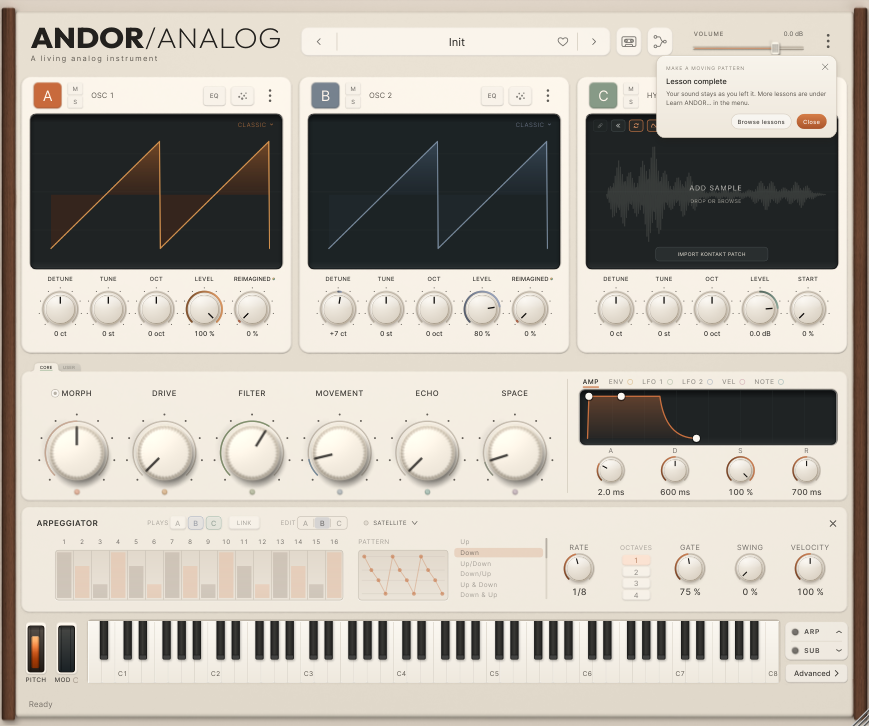 ANDOR/ANALOG
A living analog instrument
Init
VOLUME 0.0 dB
MAKE A MOVING PATTERN
Lesson complete
Your sound stays as you left it. More lessons are under
Learn ANDOR... in the menu.
Browse lessons Close
A M S OSC 1 EQ
CLASSIC
DETUNE TUNE OCT LEVEL REIMAGINED
0 ct 0 st 0 oct 100 % 0 %
B M S OSC 2 EQ
CLASSIC
DETUNE TUNE OCT LEVEL REIMAGINED
+7 ct 0 st 0 oct 80 % 0 %
C M S HY
ADD SAMPLE
DROP OR BROWSE
IMPORT KONTAKT PATCH
DETUNE TUNE OCT LEVEL START
0 ct 0 st 0 oct 0.0 dB 0 %
CORE
MORPH DRIVE FILTER MOVEMENT ECHO SPACE
AMP ENV LFO 1 LFO 2 VEL NOTE
A D S R
2.0 ms 600 ms 100 % 700 ms
ARPEGGIATOR PLAYS A B C LINK EDIT A B C SATELLITE
1 2 3 4 5 6 7 8 9 10 11 12 13 14 15 16
PATTERN
Up
Down
Up/Down
Down/Up
Up & Down
Down & Up
RATE OCTAVES GATE SWING VELOCITY
1
2
3
4
1/8 75 % 0 % 100 %
PITCH MOD
C1 C2 C3 C4 C5 C6 C7 C8
ARP
SUB
Advanced
Ready